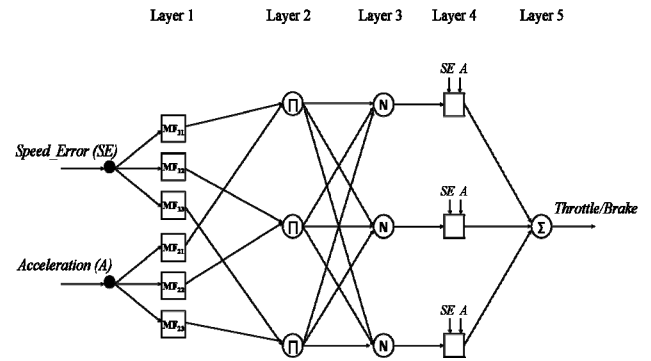 Layer 1 Layer 2 Layer 3 Layer 4 Layer 5
SE A
Π N
MF21
Speed_Error (SE)
MF12
MF13
SE A
Throttle/Brake
Π N Σ
MF21
Acceleration (A)
MF22
MF23
SE A
Π N